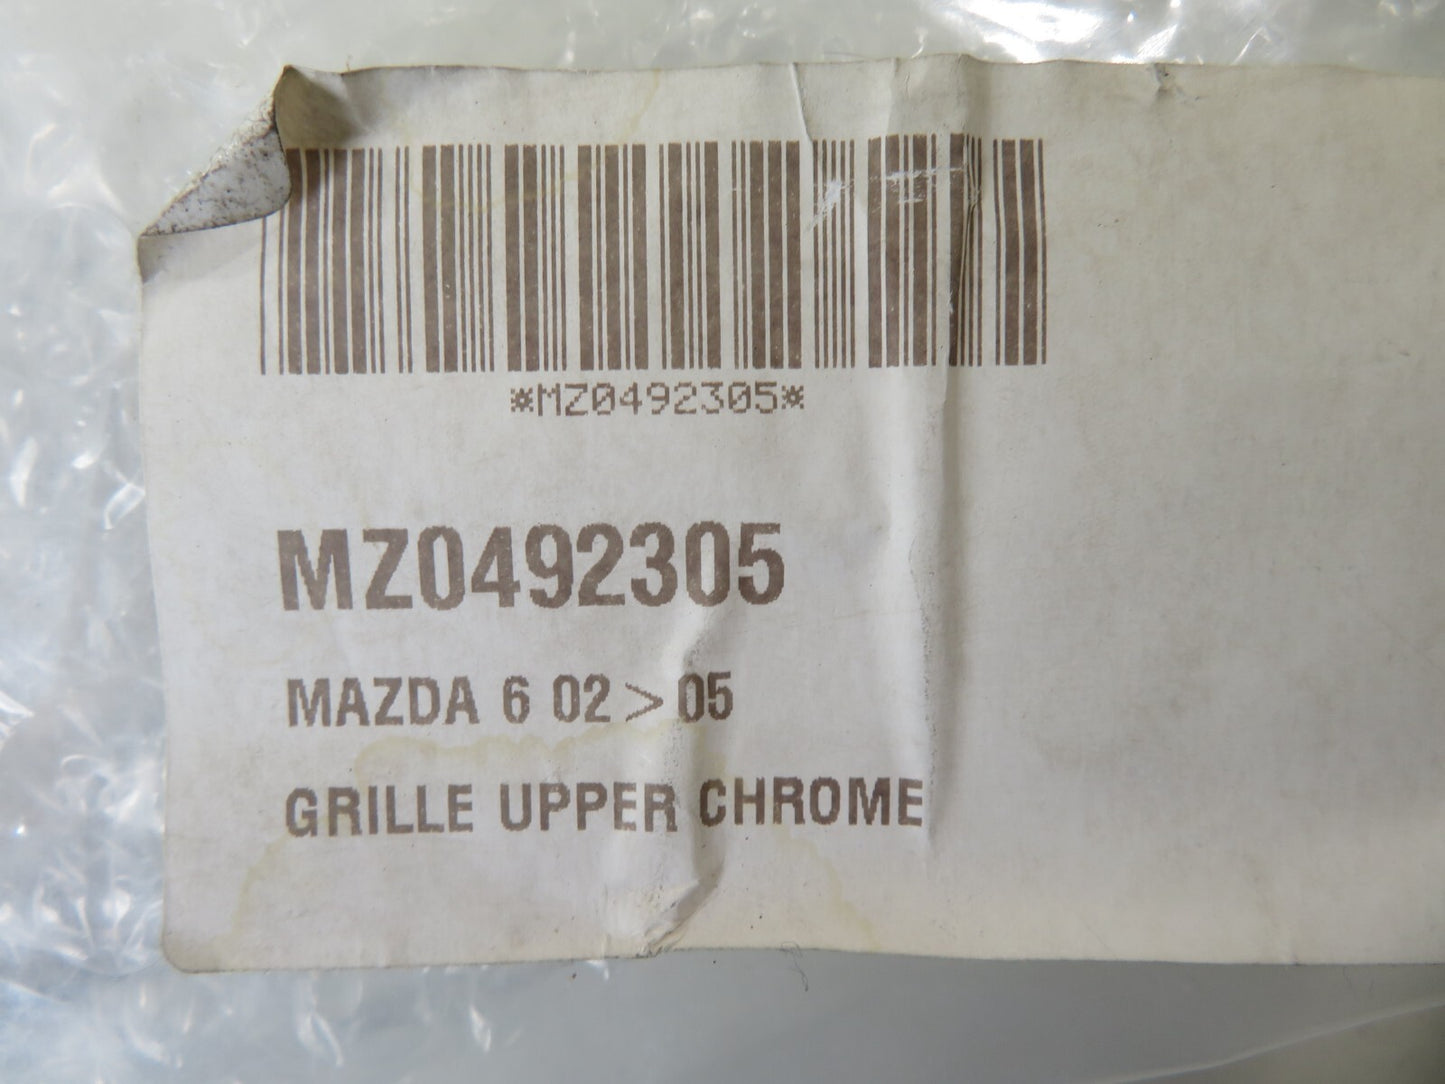 *MZ0492305*
MZ0492305
MAZDA 6 02 > 05
GRILLE UPPER CHROME